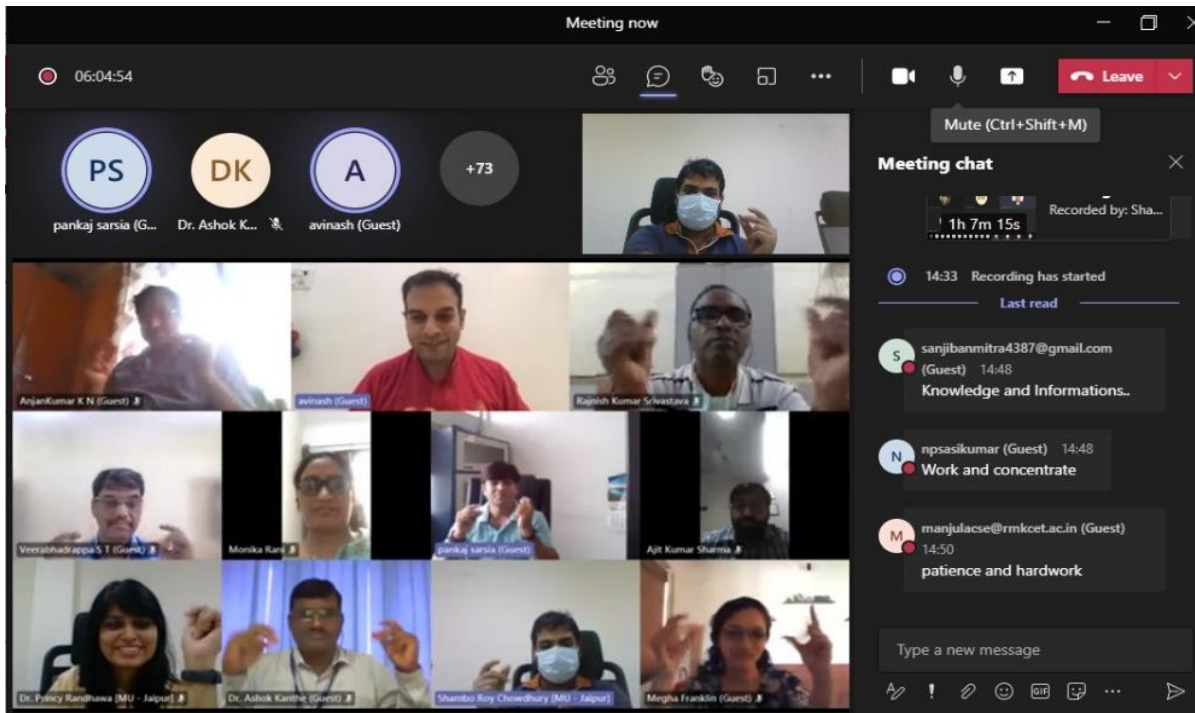 Meeting now
06:04:54
Leave
Mute (Ctrl+Shift+M)
PS
DK
A
+73
pankaj sarsia (G...
Dr. Ashok K...
avinash (Guest)
Meeting chat
Recorded by: Sha...
1h 7m 15s
14:33 Recording has started
Last read
S
sanjibanmitra4387@gmail.com
(Guest) 14:48
Knowledge and Informations..
N
npsasikumar (Guest) 14:48
Work and concentrate
M
manjulacse@rmkcet.ac.in (Guest)
14:50
patience and hardwork
Type a new message
GIF
AnjanKumar K N (Guest)
avinash (Guest)
Rajnish Kumar Srivastava
Veerabhadrappa S T (Guest)
Monika Rani
pankaj sarsia (Guest)
Ajit Kumar Sharma
Dr. Princy Randhawa [MU - Jaipur]
Dr. Ashok Kanthe (Guest)
Shambo Roy Chowdhury [MU - Jaipur]
Megha Franklin (Guest)